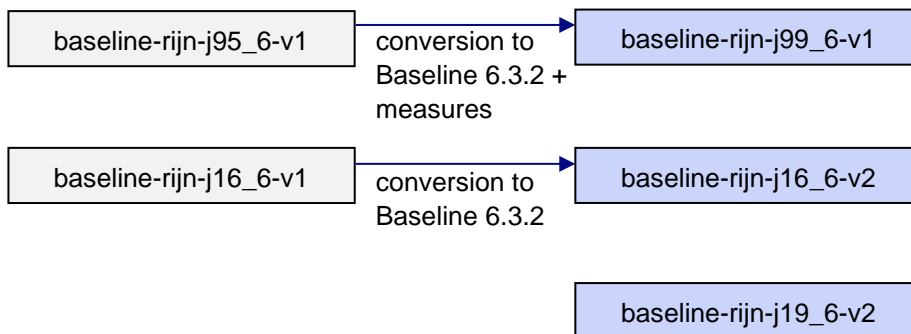 baseline-rijn-j95_6-v1
conversion to
Baseline 6.3.2 +
measures
baseline-rijn-j99_6-v1
baseline-rijn-j16_6-v1
conversion to
Baseline 6.3.2
baseline-rijn-j16_6-v2
baseline-rijn-j19_6-v2